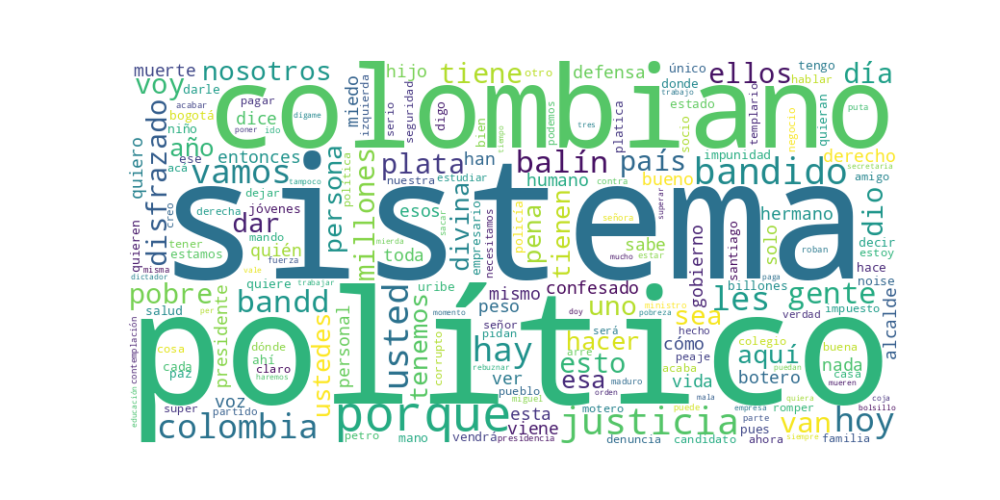 sistema
político
colombiano
porque
justicia
colombia
bandido
usted
disfrazado
nosotros
vamos
voy
tiene
ellos
día
hoy
hay
gente
les
país
balín
plata
millones
divina
pena
tienen
persona
dar
bandd
pobre
año
dio
ustedes
tenemos
esto
esa
hacer
uno
sea
aquí
van
muerte
darle
hijo
otro
defensa
único
donde
tengo
hablar
trabajo
acabar
pagar
miedo
izquierda
serio
seguridad
digo
bien
podemos
tres
platica
estado
socio
templario
negocio
quieran
puta
bogotá
poner
ido
dígame
niño
dice
entonces
ese
acá
quiero
creo
tampoco
dejar
estudiar
política
nuestra
han
humano
contra
tiempo
bueno
impunidad
derecho
secretaria
amigo
derecha
jóvenes
mando
quién
esos
toda
sacar
mierda
empresario
necesitamos
policía
señora
sabe
mucho
estar
superar
solo
hermano
roban
decir
estoy
quieren
tener
estamos
misma
dictador
fuerza
vale
quiere
trabajar
uribe
mismo
confesado
gobierno
santiago
billones
paga
hace
noise
salud
per
presidente
momento
peso
doy
ministro
pobreza
verdad
impuesto
alcalde
cosa
cada
paz
dónde
ahí
claro
haremos
personal
corrupto
señor
pidan
rebuznar
arre
será
hecho
cómo
peaje
acaba
colegio
puedan
buena
nada
casa
mueren
ver
pueblo
miguel
orden
maduro
vida
mala
botero
quiera
coja
bolsillo
contemplación
educación
super
partido
voz
petro
mano
vendrá
viene
esta
presidencia
motero
puede
empresa
romper
parte
pues
ahora
siempre
familia
denuncia
candidato